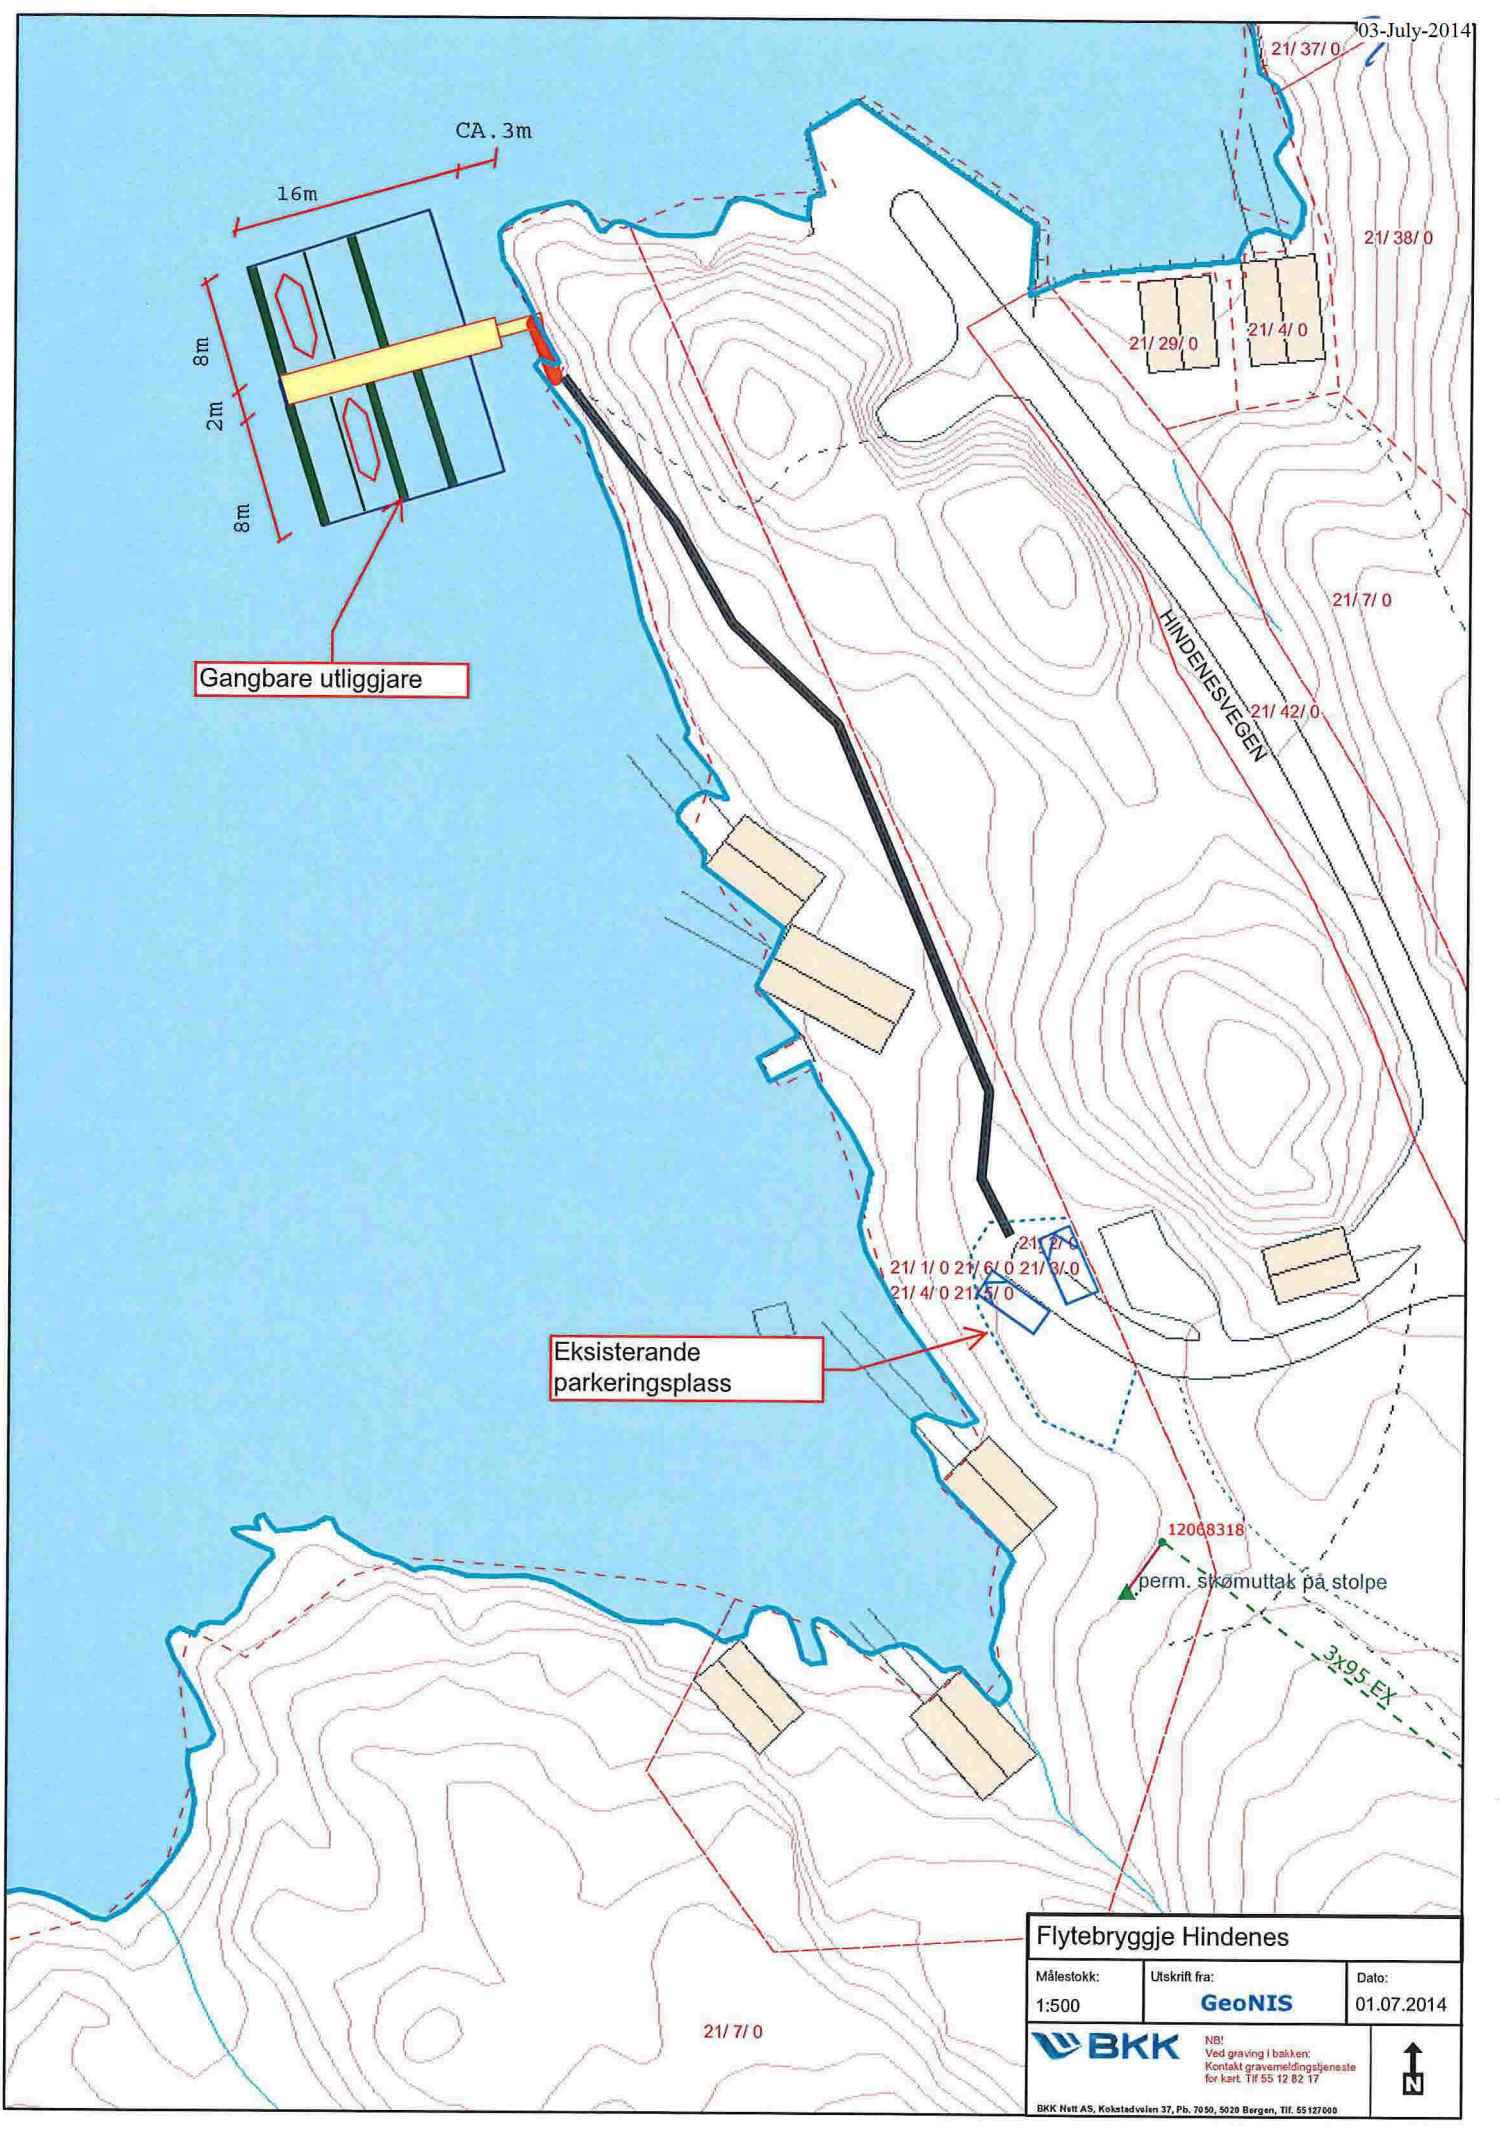 03-July-2014
21/ 37/ 0
CA.3m
16m
21/ 38/ 0
21/ 29/ 0
21/ 4/ 0
8m
2m
8m
21/ 7/ 0
HINDENESVEGEN
21/ 42/ 0
Gangbare utliggjare
21/ 2/ 0
21/ 1/ 0 21/ 6/ 0 21/ 3/ 0
21/ 4/ 0 21/ 5/ 0
Eksisterande
parkeringsplass
12068318
perm. strømuttak på stolpe
3x95 EX
21/ 7/ 0
Flytebryggje Hindenes
Målestokk:
1:500
Utskrift fra:
GeoNIS
Dato:
01.07.2014
BKK
NB!
Ved graving i bakken:
Kontakt gravemeldingstjeneste
for kart. Tlf 55 12 82 17
N
BKK Nett AS, Kokstadveien 37, Pb. 7050, 5020 Bergen, Tlf. 55127000